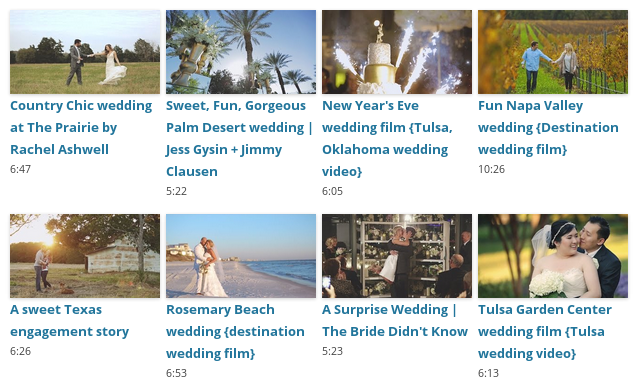 Country Chic wedding
at The Prairie by
Rachel Ashwell
6:47
Sweet, Fun, Gorgeous
Palm Desert wedding |
Jess Gysin + Jimmy
Clausen
5:22
New Year's Eve
wedding film {Tulsa,
Oklahoma wedding
video}
6:05
Fun Napa Valley
wedding {Destination
wedding film}
10:26
A sweet Texas
engagement story
6:26
Rosemary Beach
wedding {destination
wedding film}
6:53
A Surprise Wedding |
The Bride Didn't Know
5:23
Tulsa Garden Center
wedding film {Tulsa
wedding video}
6:13